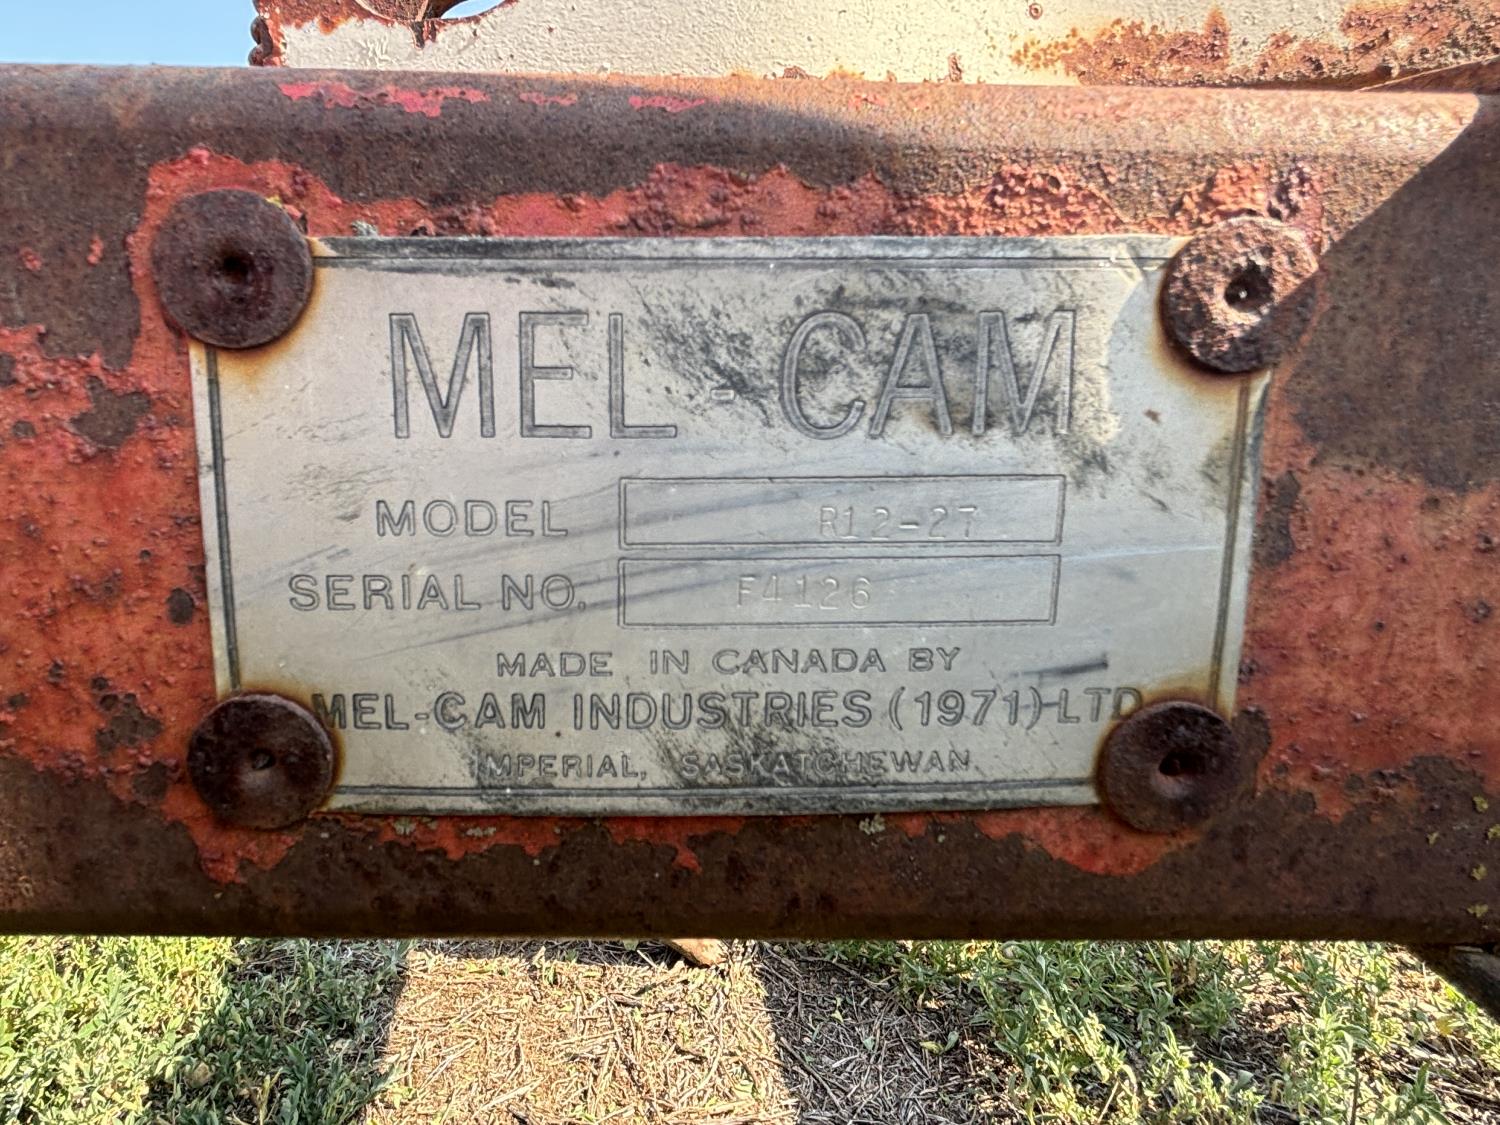 MEL-CAM
MODEL R12-27
SERIAL NO. F4126
MADE IN CANADA BY
MEL-CAM INDUSTRIES (1971) LTD
IMPERIAL, SASKATCHEWAN